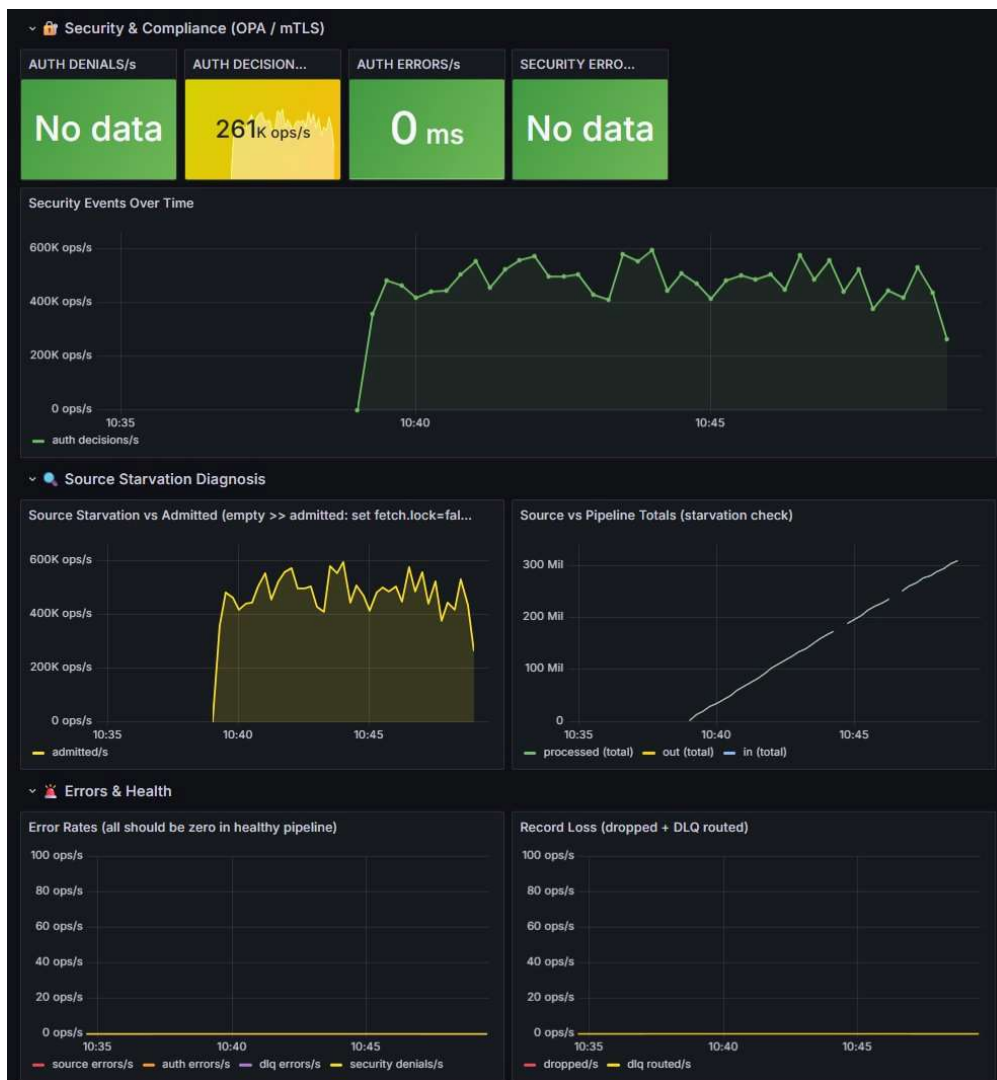 Security & Compliance (OPA / mTLS)
AUTH DENIALS/s
AUTH DECISION...
AUTH ERRORS/s
SECURITY ERRO...
No data
261K ops/s
0 ms
No data
Security Events Over Time
600K ops/s
400K ops/s
200K ops/s
0 ops/s
10:35
10:40
10:45
auth decisions/s
Source Starvation Diagnosis
Source Starvation vs Admitted (empty >> admitted: set fetch.lock=fal...
600K ops/s
400K ops/s
200K ops/s
0 ops/s
10:35
10:40
10:45
admitted/s
Source vs Pipeline Totals (starvation check)
300 Mil
200 Mil
100 Mil
0
10:35
10:40
10:45
processed (total)
out (total)
in (total)
Errors & Health
Error Rates (all should be zero in healthy pipeline)
100 ops/s
80 ops/s
60 ops/s
40 ops/s
20 ops/s
0 ops/s
10:35
10:40
10:45
source errors/s
auth errors/s
dlq errors/s
security denials/s
Record Loss (dropped + DLQ routed)
100 ops/s
80 ops/s
60 ops/s
40 ops/s
20 ops/s
0 ops/s
10:35
10:40
10:45
dropped/s
dlq routed/s